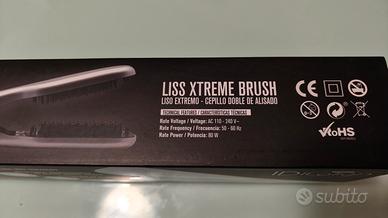 LISS XTREME BRUSH
LISO EXTREMO - CEPILLO DOBLE DE ALISADO
TECHNICAL FEATURES / CARACTERÍSTICAS TÉCNICAS
Rate Voltage / Voltage: AC 110 - 240 V~
Rate Frequency / Frecuencia: 50 - 60 Hz
Rate Power / Potencia: 80 W
CE
RoHS
subito